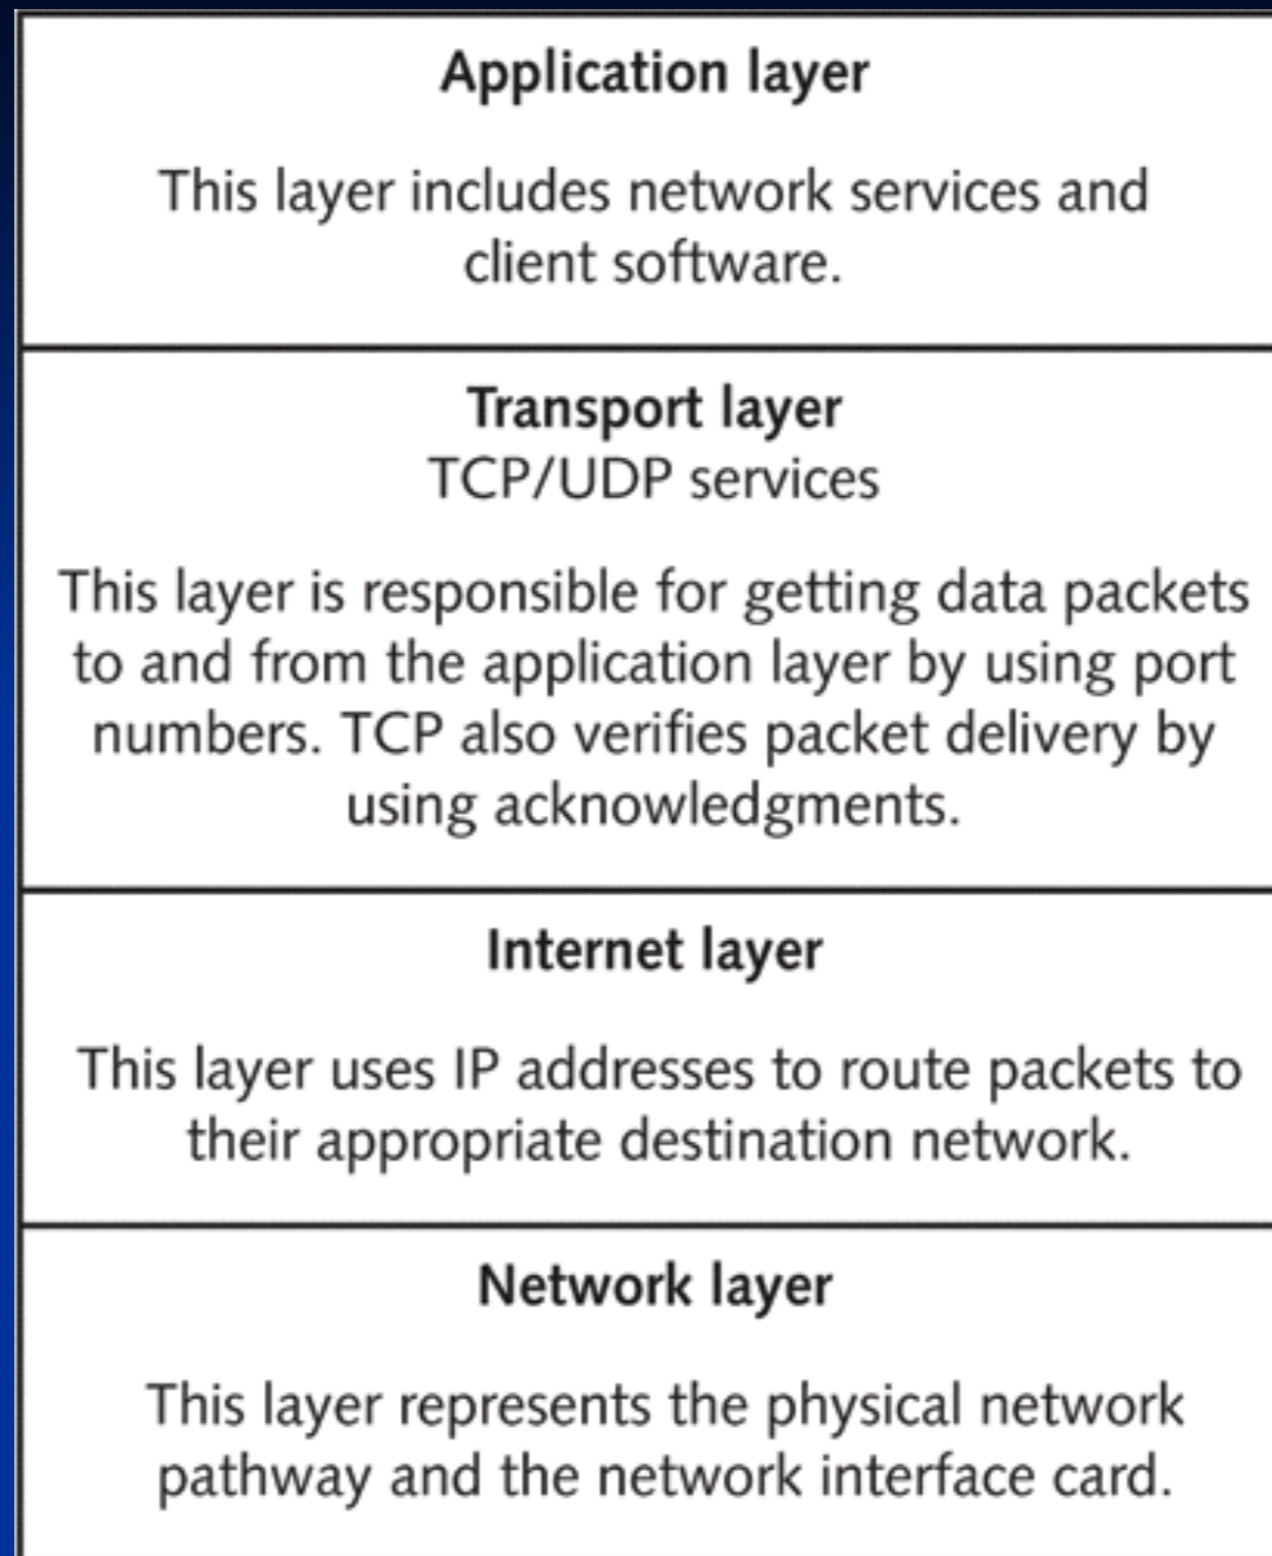 Application layer
This layer includes network services and
client software.
Transport layer
TCP/UDP services
This layer is responsible for getting data packets
to and from the application layer by using port
numbers. TCP also verifies packet delivery by
using acknowledgments.
Internet layer
This layer uses IP addresses to route packets to
their appropriate destination network.
Network layer
This layer represents the physical network
pathway and the network interface card.